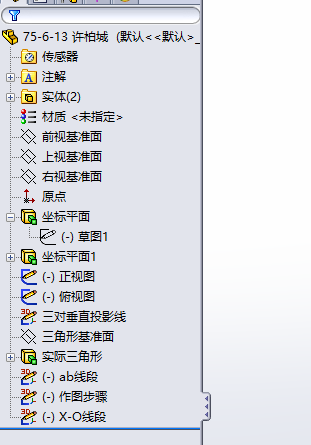 75-6-13 许柏城 (默认<<默认>_
传感器
注解
实体(2)
材质 <未指定>
前视基准面
上视基准面
右视基准面
原点
坐标平面
(-) 草图1
坐标平面1
(-) 正视图
(-) 俯视图
三对垂直投影线
三角形基准面
实际三角形
(-) ab线段
(-) 作图步骤
(-) X-O线段